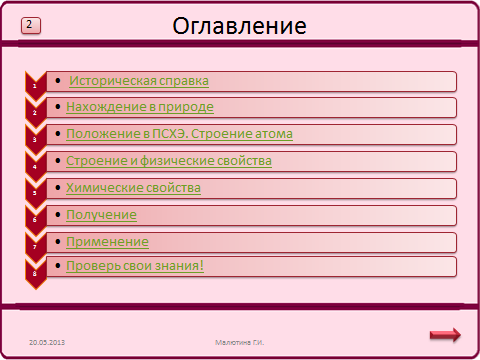 2
Оглавление
1
• Историческая справка
2
• Нахождение в природе
3
• Положение в ПСХЭ. Строение атома
4
• Строение и физические свойства
5
• Химические свойства
6
• Получение
7
• Применение
8
• Проверь свои знания!
20.05.2013
Малютина Г.И.